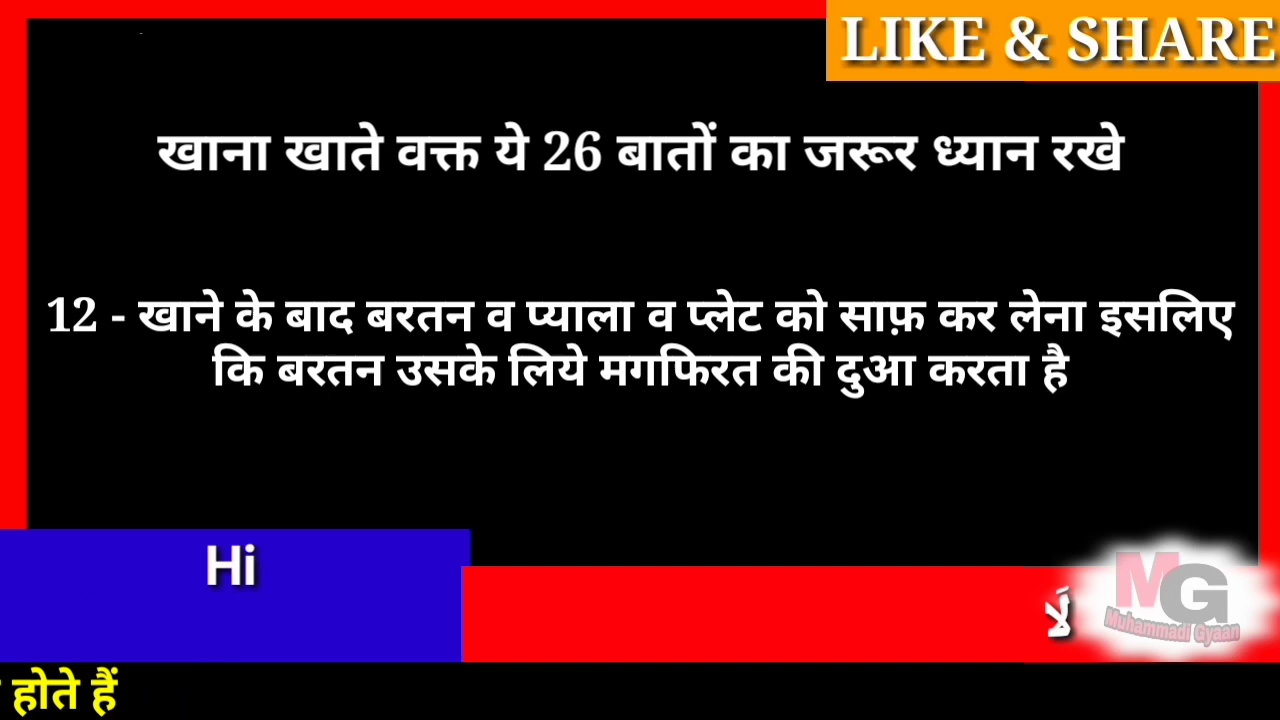 LIKE & SHARE
खाना खाते वक्त ये 26 बातों का जरूर ध्यान रखे
12 - खाने के बाद बरतन व प्याला व प्लेट को साफ़ कर लेना इसलिए
कि बरतन उसके लिये मगफिरत की दुआ करता है
Hi
MG
Muhammadi Gyaan
होते हैं